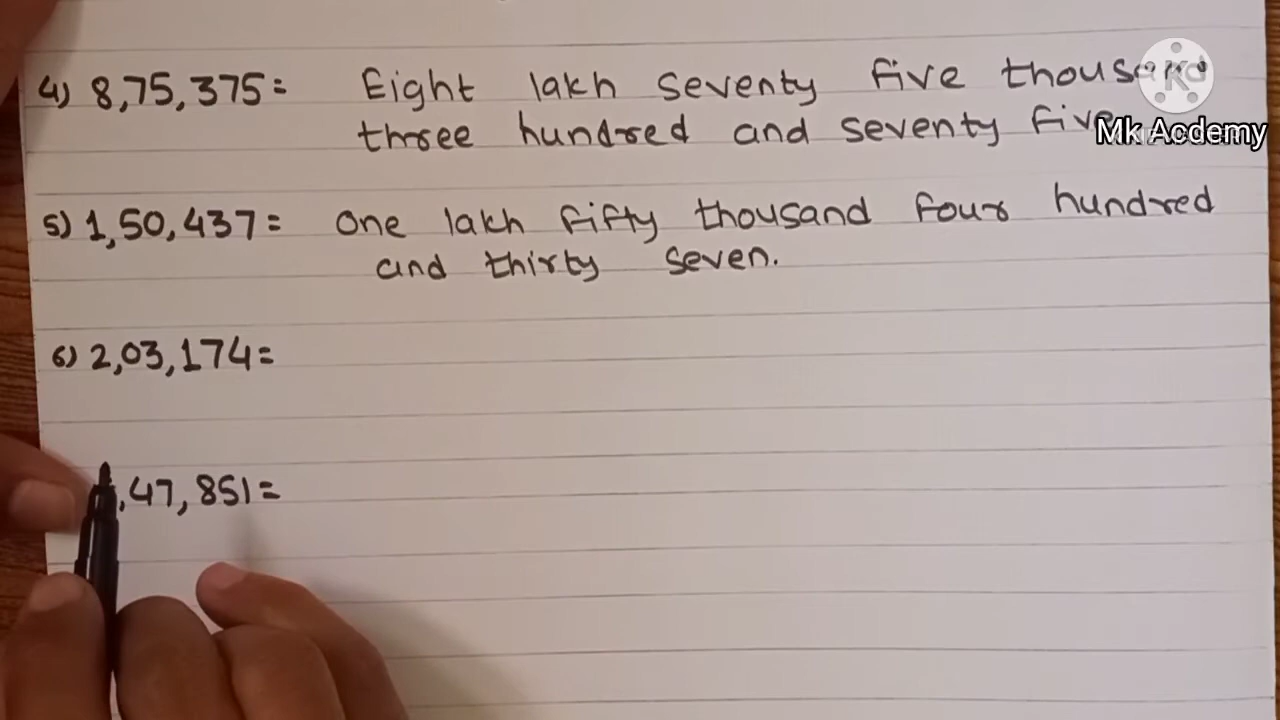 4) 8,75,375= Eight lakh seventy five thousand
three hundred and seventy five
5) 1,50,437= One lakh fifty thousand four hundred
and thirty seven.
6) 2,03,174=
,47,851=
K
Mk Acdemy